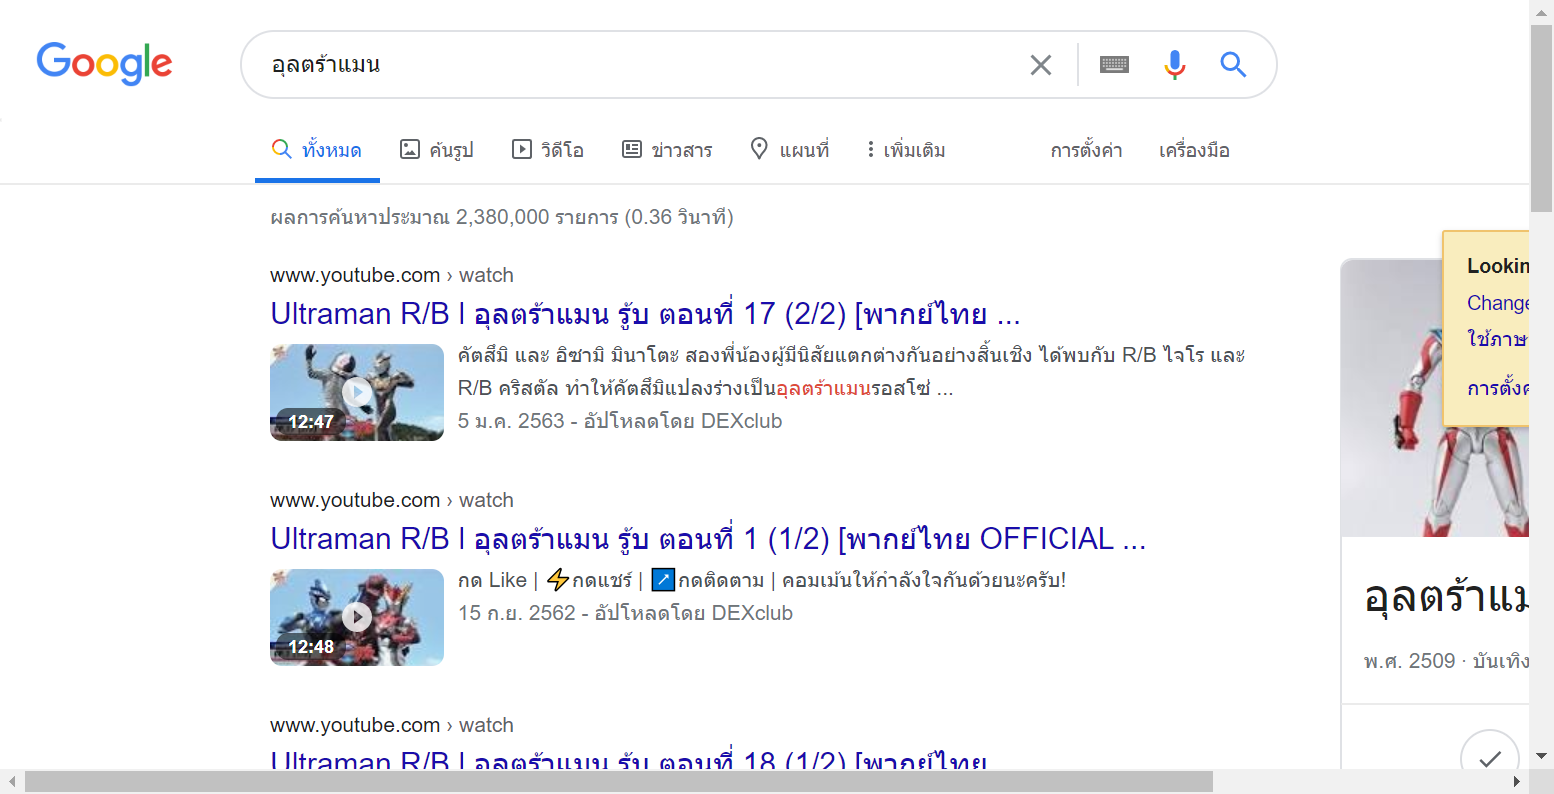 Google
อุลตร้าแมน
ทั้งหมด ค้นรูป วิดีโอ ข่าวสาร แผนที่ เพิ่มเติม การตั้งค่า เครื่องมือ
ผลการค้นหาประมาณ 2,380,000 รายการ (0.36 วินาที)
www.youtube.com › watch
Ultraman R/B l อุลตร้าแมน รู้บ ตอนที่ 17 (2/2) [พากย์ไทย ...
คัตสึมิ และ อิซามิ มินาโตะ สองพี่น้องผู้มีนิสัยแตกต่างกันอย่างสิ้นเชิง ได้พบกับ R/B ไจโร และ
R/B คริสตัล ทำให้คัตสึมิแปลงร่างเป็นอุลตร้าแมนรอสโซ่ ...
12:47
5 ม.ค. 2563 - อัปโหลดโดย DEXclub
www.youtube.com › watch
Ultraman R/B l อุลตร้าแมน รู้บ ตอนที่ 1 (1/2) [พากย์ไทย OFFICIAL ...
กด Like | ⚡กดแชร์ | ↗กดติดตาม | คอมเม้นให้กำลังใจกันด้วยนะครับ!
15 ก.ย. 2562 - อัปโหลดโดย DEXclub
12:48
www.youtube.com › watch
Ultraman R/B l อุลตร้าแมน รู้บ ตอนที่ 18 (1/2) [พากย์ไทย
Lookin
Change
ใช้ภาษ
การตั้งค
อุลตร้าแม
พ.ศ. 2509 · บันเทิง